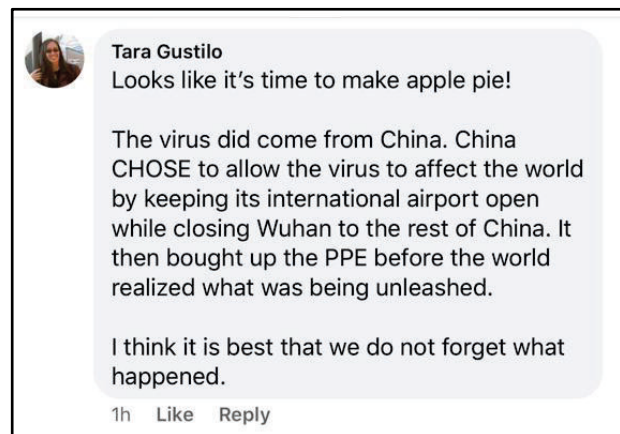 Tara Gustilo
Looks like it's time to make apple pie!
The virus did come from China. China
CHOSE to allow the virus to affect the world
by keeping its international airport open
while closing Wuhan to the rest of China. It
then bought up the PPE before the world
realized what was being unleashed.
I think it is best that we do not forget what
happened.
1h Like Reply